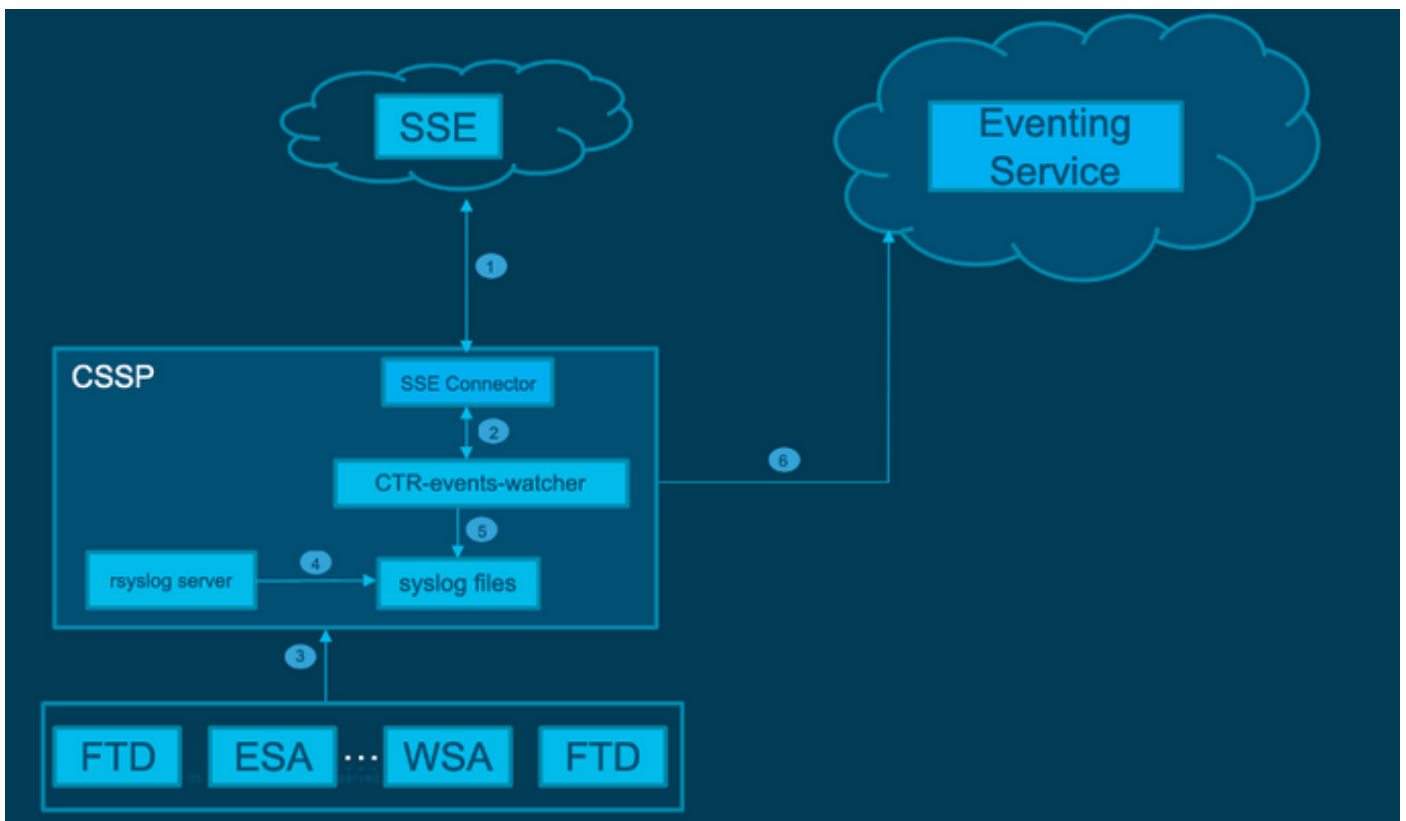 SSE
Eventing
Service
1
CSSP
SSE Connector
2
CTR-events-watcher
6
5
rsyslog server
4
syslog files
3
FTD
ESA
...
WSA
FTD